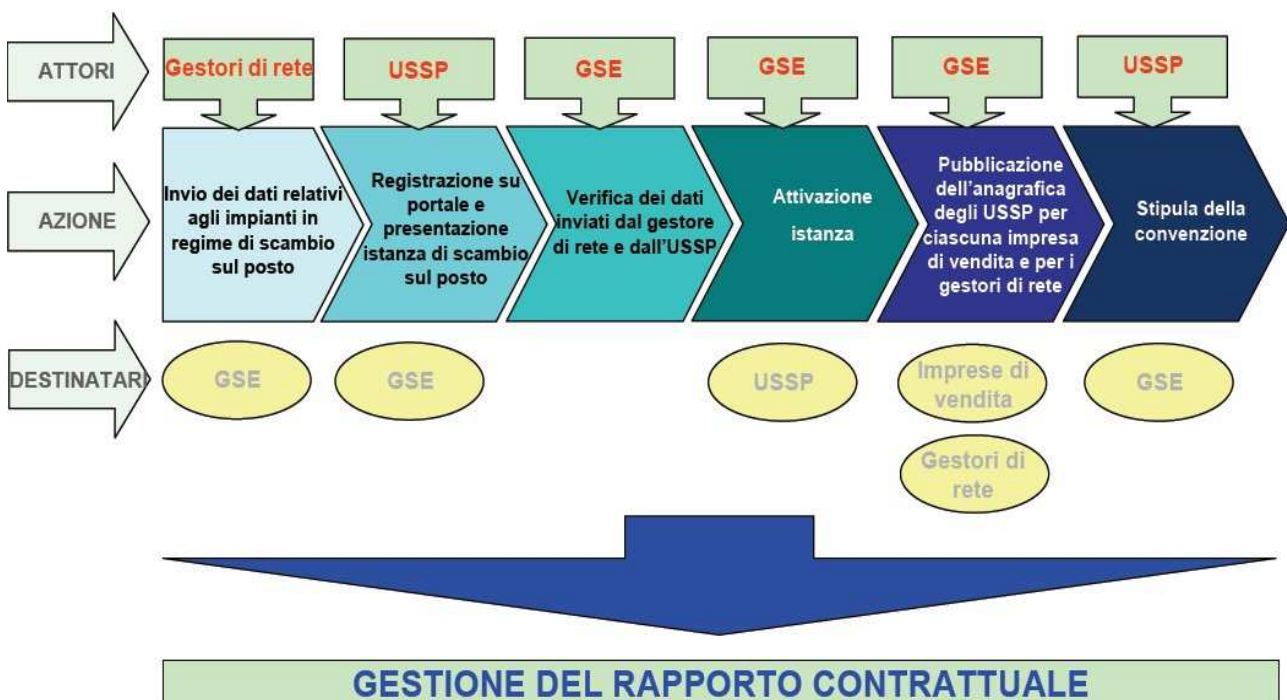 ATTORI
Gestori di rete
USSP
GSE
GSE
GSE
USSP
AZIONE
Invio dei dati relativi
agli impianti in
regime di scambio
sul posto
Registrazione su
portale e
presentazione
istanza di scambio
sul posto
Verifica dei dati
inviati dal gestore
di rete e dall'USSP
Attivazione
istanza
Pubblicazione
dell'anagrafica
degli USSP per
ciascuna impresa
di vendita e per i
gestori di rete
Stipula della
convenzione
DESTINATARI
GSE
GSE
USSP
Imprese di
vendita
Gestori di
rete
GSE
GESTIONE DEL RAPPORTO CONTRATTUALE